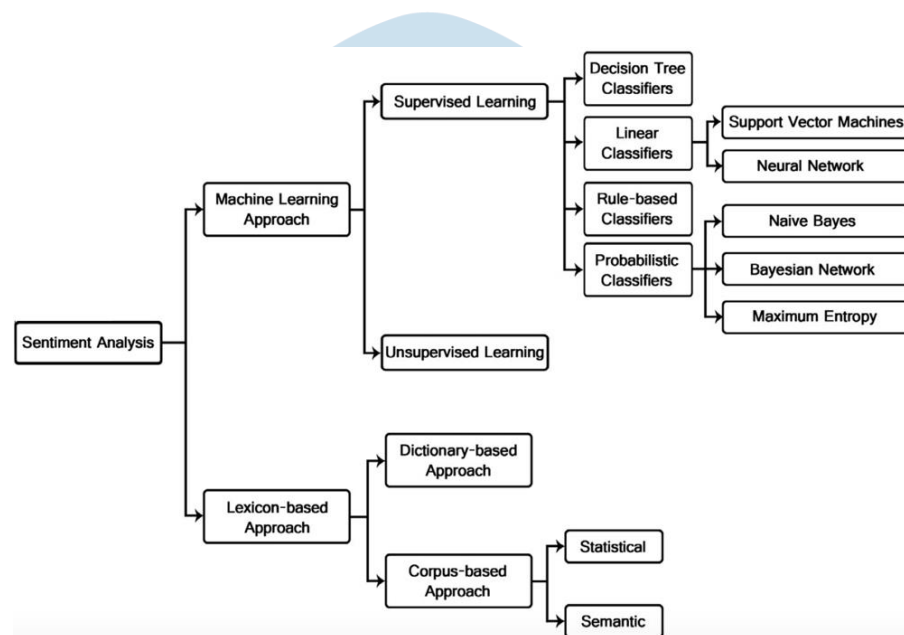 Sentiment Analysis
Machine Learning
Approach
Supervised Learning
Decision Tree
Classifiers
Linear
Classifiers
Support Vector Machines
Neural Network
Rule-based
Classifiers
Probabilistic
Classifiers
Naive Bayes
Bayesian Network
Maximum Entropy
Unsupervised Learning
Lexicon-based
Approach
Dictionary-based
Approach
Corpus-based
Approach
Statistical
Semantic